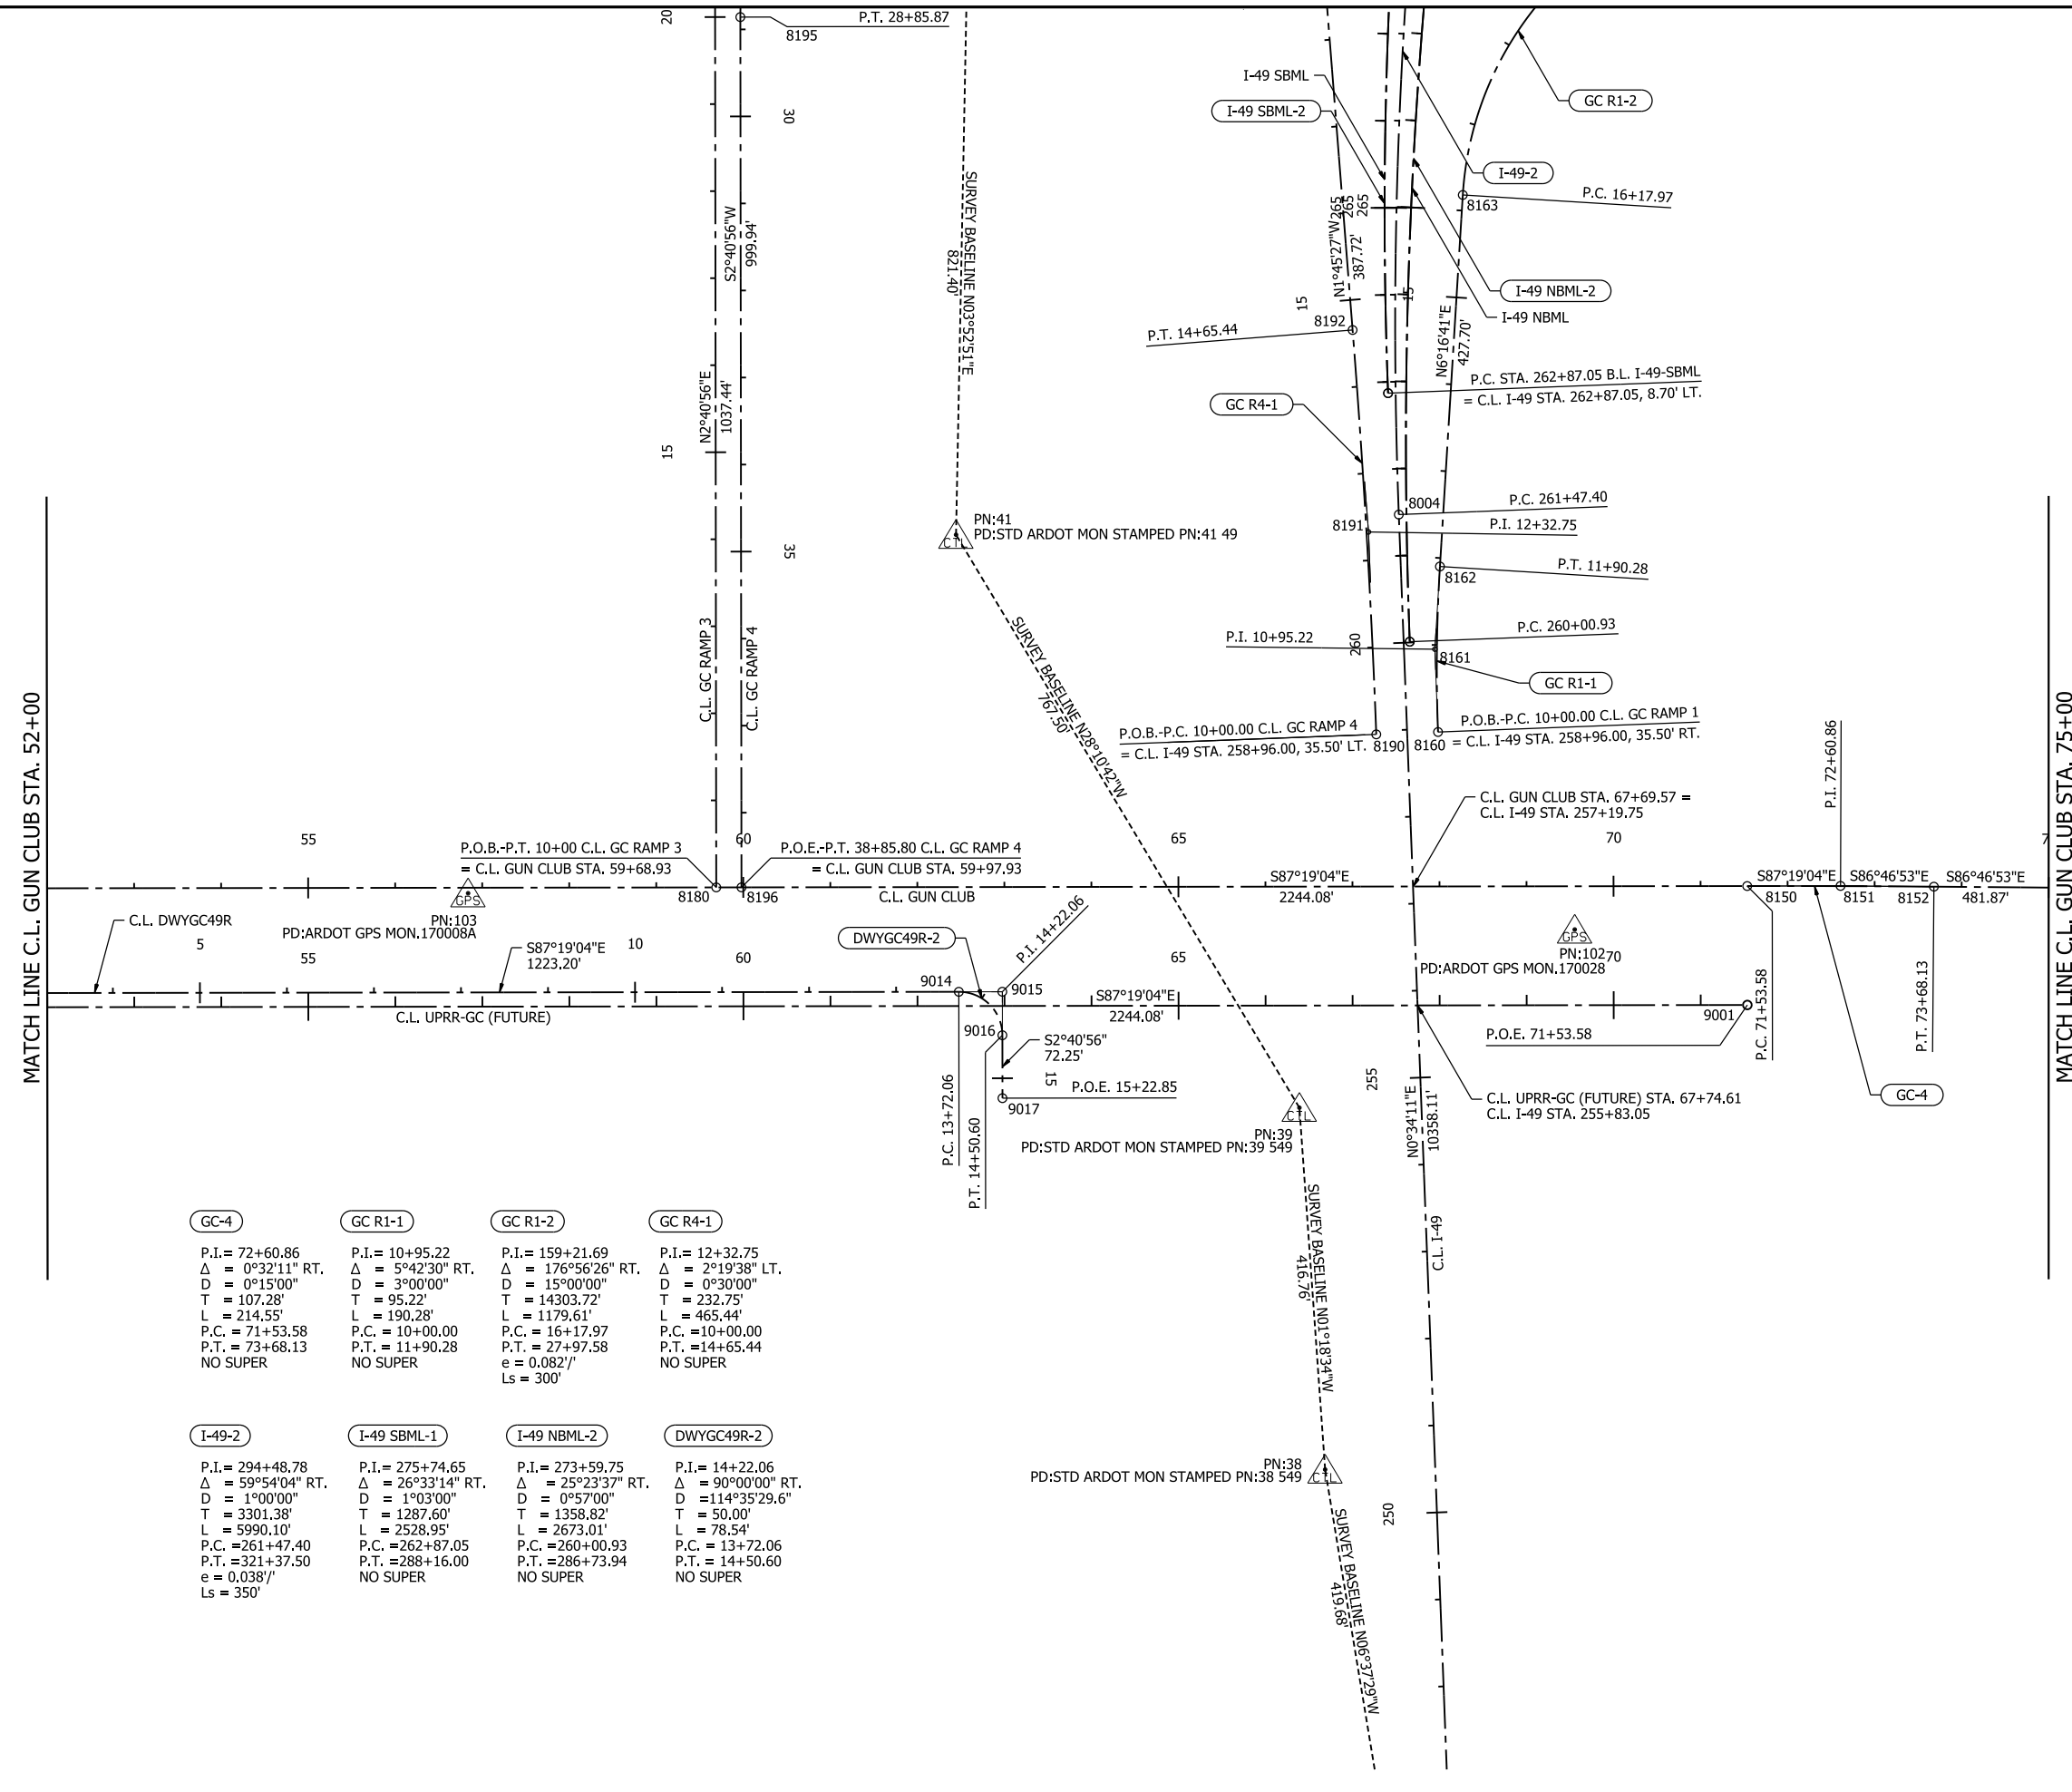 20
P.T. 28+85.87
8195
30
S2°40'56"W
999.94'
N2°40'56"E
1037.44'
15
35
C.L. GC RAMP 3
C.L. GC RAMP 4
SURVEY BASELINE N03°52'51"E
821.40'
I-49 SBML
I-49 SBML-2
GC R1-2
I-49-2
P.C. 16+17.97
8163
265
265
265
N1°45'27"W
387.72'
15
15
8192
P.T. 14+65.44
I-49 NBML-2
I-49 NBML
N6°16'41"E
427.70'
P.C. STA. 262+87.05 B.L. I-49-SBML
= C.L. I-49 STA. 262+87.05, 8.70' LT.
GC R4-1
8004
P.C. 261+47.40
8191
P.I. 12+32.75
PN:41
PD:STD ARDOT MON STAMPED PN:41 49
CTL
P.T. 11+90.28
8162
P.I. 10+95.22
260
P.C. 260+00.93
8161
GC R1-1
SURVEY BASELINE N28°10'42"W
767.50'
P.O.B.-P.C. 10+00.00 C.L. GC RAMP 4
= C.L. I-49 STA. 258+96.00, 35.50' LT.
8190
8160
P.O.B.-P.C. 10+00.00 C.L. GC RAMP 1
= C.L. I-49 STA. 258+96.00, 35.50' RT.
P.I. 72+60.86
MATCH LINE C.L. GUN CLUB STA. 52+00
MATCH LINE C.L. GUN CLUB STA. 75+00
C.L. GUN CLUB STA. 67+69.57 =
C.L. I-49 STA. 257+19.75
55
60
65
70
7
P.O.B.-P.T. 10+00 C.L. GC RAMP 3
= C.L. GUN CLUB STA. 59+68.93
P.O.E.-P.T. 38+85.80 C.L. GC RAMP 4
= C.L. GUN CLUB STA. 59+97.93
8180
8196
C.L. GUN CLUB
S87°19'04"E
2244.08'
S87°19'04"E
S86°46'53"E
S86°46'53"E
8150
8151
8152
481.87'
C.L. DWYGC49R
GPS
PN:103
PD:ARDOT GPS MON.170008A
5
55
S87°19'04"E
1223.20'
10
60
DWYGC49R-2
P.I. 14+22.06
65
GPS
PN:102
70
PD:ARDOT GPS MON.170028
9014
9015
9016
C.L. UPRR-GC (FUTURE)
S87°19'04"E
2244.08'
9001
P.O.E. 71+53.58
P.C. 71+53.58
P.T. 73+68.13
S2°40'56"
72.25'
15
P.O.E. 15+22.85
9017
P.C. 13+72.06
P.T. 14+50.60
255
N0°34'11"E
10358.11'
C.L. UPRR-GC (FUTURE) STA. 67+74.61
C.L. I-49 STA. 255+83.05
GC-4
CTL
PN:39
PD:STD ARDOT MON STAMPED PN:39 549
SURVEY BASELINE N01°18'34"W
416.76'
C.L. I-49
PN:38
PD:STD ARDOT MON STAMPED PN:38 549
CTL
250
SURVEY BASELINE N06°37'29"W
419.68'
GC-4
P.I.= 72+60.86
Δ = 0°32'11" RT.
D = 0°15'00"
T = 107.28'
L = 214.55'
P.C. = 71+53.58
P.T. = 73+68.13
NO SUPER
GC R1-1
P.I.= 10+95.22
Δ = 5°42'30" RT.
D = 3°00'00"
T = 95.22'
L = 190.28'
P.C. = 10+00.00
P.T. = 11+90.28
NO SUPER
GC R1-2
P.I.= 159+21.69
Δ = 176°56'26" RT.
D = 15°00'00"
T = 14303.72'
L = 1179.61'
P.C. = 16+17.97
P.T. = 27+97.58
e = 0.082'/'
Ls = 300'
GC R4-1
P.I.= 12+32.75
Δ = 2°19'38" LT.
D = 0°30'00"
T = 232.75'
L = 465.44'
P.C. =10+00.00
P.T. =14+65.44
NO SUPER
I-49-2
P.I.= 294+48.78
Δ = 59°54'04" RT.
D = 1°00'00"
T = 3301.38'
L = 5990.10'
P.C. =261+47.40
P.T. =321+37.50
e = 0.038'/'
Ls = 350'
I-49 SBML-1
P.I.= 275+74.65
Δ = 26°33'14" RT.
D = 1°03'00"
T = 1287.60'
L = 2528.95'
P.C. =262+87.05
P.T. =288+16.00
NO SUPER
I-49 NBML-2
P.I.= 273+59.75
Δ = 25°23'37" RT.
D = 0°57'00"
T = 1358.82'
L = 2673.01'
P.C. =260+00.93
P.T. =286+73.94
NO SUPER
DWYGC49R-2
P.I.= 14+22.06
Δ = 90°00'00" RT.
D =114°35'29.6"
T = 50.00'
L = 78.54'
P.C. = 13+72.06
P.T. = 14+50.60
NO SUPER